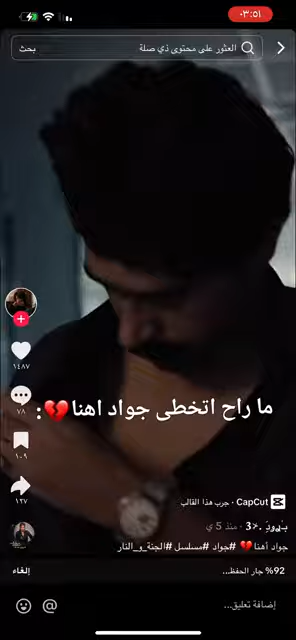 ٠٣:٥١
العثور على محتوى ذي صلة
بحث
ما راح اتخطى جواد اهنا💔:
١٤٨٧
٧٨
١٠٩
١٢٧
CapCut · جرب هذا القالب
منذ 5 ي
جواد أهنا💔 #جواد #مسلسل #الجنة_و_النار
%92 جار الحفظ...
إلغاء
إضافة تعليق...